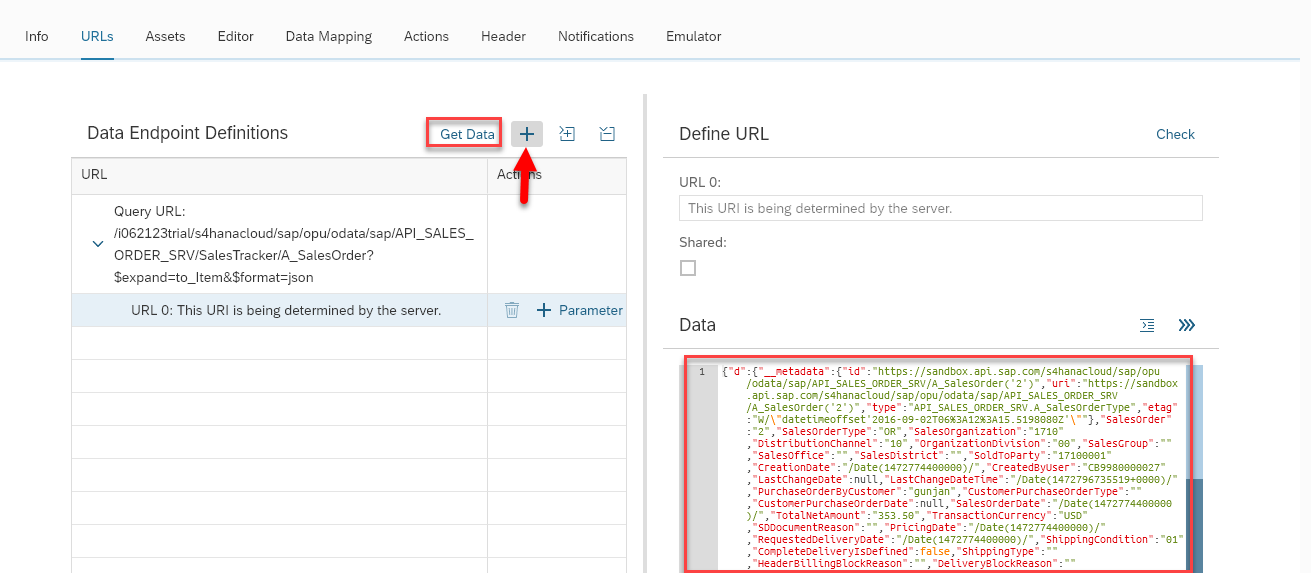 Info URLs Assets Editor Data Mapping Actions Header Notifications Emulator
Data Endpoint Definitions Get Data
URL Actions
Query URL:
/i062123trial/s4hanacloud/sap/opu/odata/sap/API_SALES_
ORDER_SRV/SalesTracker/A_SalesOrder?
$expand=to_Item&$format=json
URL 0: This URI is being determined by the server. Parameter
Define URL Check
URL 0:
This URI is being determined by the server.
Shared:
Data
1 {"d":{"__metadata":{"id":"https://sandbox.api.sap.com/s4hanacloud/sap/opu
/odata/sap/API_SALES_ORDER_SRV/A_SalesOrder('2')","uri":"https://sandbox
.api.sap.com/s4hanacloud/sap/opu/odata/sap/API_SALES_ORDER_SRV
/A_SalesOrder('2')","type":"API_SALES_ORDER_SRV.A_SalesOrderType","etag"
:"W/\"datetimeoffset'2016-09-02T06%3A12%3A15.5198080Z'\""},"SalesOrder"
:"2","SalesOrderType":"OR","SalesOrganization":"1710"
,"DistributionChannel":"10","OrganizationDivision":"00","SalesGroup":""
,"SalesOffice":"","SalesDistrict":"","SoldToParty":"17100001"
,"CreationDate":"/Date(1472774400000)/","CreatedByUser":"CB9980000027"
,"LastChangeDate":null,"LastChangeDateTime":"/Date(1472796735519+0000)/"
,"PurchaseOrderByCustomer":"gunjan","CustomerPurchaseOrderType":""
,"CustomerPurchaseOrderDate":null,"SalesOrderDate":"/Date(1472774400000
)/","TotalNetAmount":"353.50","TransactionCurrency":"USD"
,"SDDocumentReason":"","PricingDate":"/Date(1472774400000)/"
,"RequestedDeliveryDate":"/Date(1472774400000)/","ShippingCondition":"01"
,"CompleteDeliveryIsDefined":false,"ShippingType":""
,"HeaderBillingBlockReason":"","DeliveryBlockReason":""